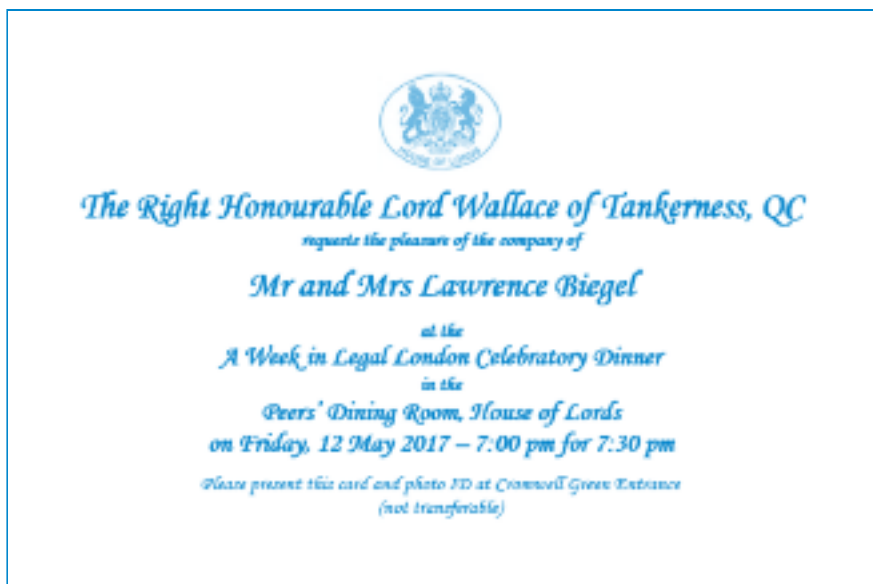 HOUSE OF LORDS
The Right Honourable Lord Wallace of Tankerness, QC
requests the pleasure of the company of
Mr and Mrs Lawrence Biegel
at the
A Week in Legal London Celebratory Dinner
in the
Peers' Dining Room, House of Lords
on Friday, 12 May 2017 – 7:00 pm for 7:30 pm
Please present this card and photo ID at Cromwell Green Entrance
(not transferable)